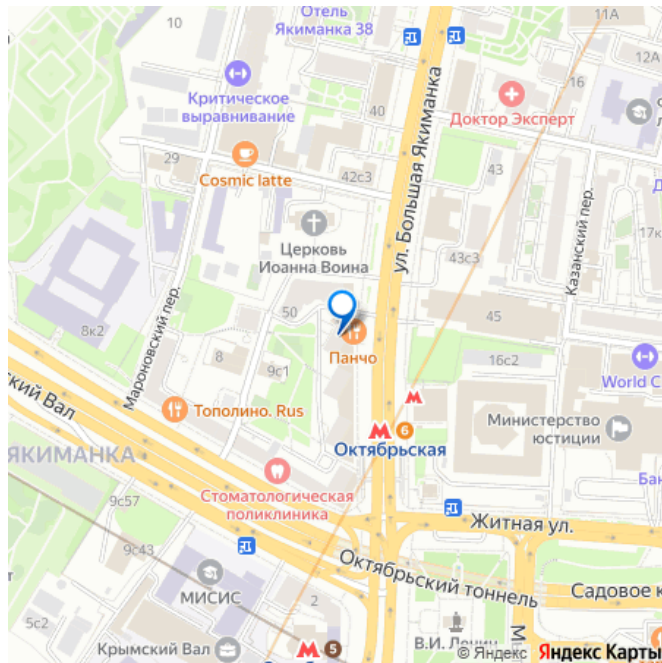 Отель
Якиманка 38
11А
12А
10
16
Критическое
выравнивание
40
Доктор Эксперт
29
Cosmic latte
42с3
43
ул. Большая Якиманка
Казанский пер.
Церковь
Иоанна Воина
43с3
17к
50
45
8к2
Мароновский пер.
8
9с1
Панчо
16с2
World C
Тополино. Rus
ский Вал
6
Министерство
юстиции
Октябрьская
ЯКИМАНКА
Бан
Стоматологическая
поликлиника
9с57
Житная ул.
9с43
Октябрьский тоннель
Садовое к
МИСИС
2
5с2
Крымский Вал
5
В.И. Ленин
© Яндекс Яндекс Карты